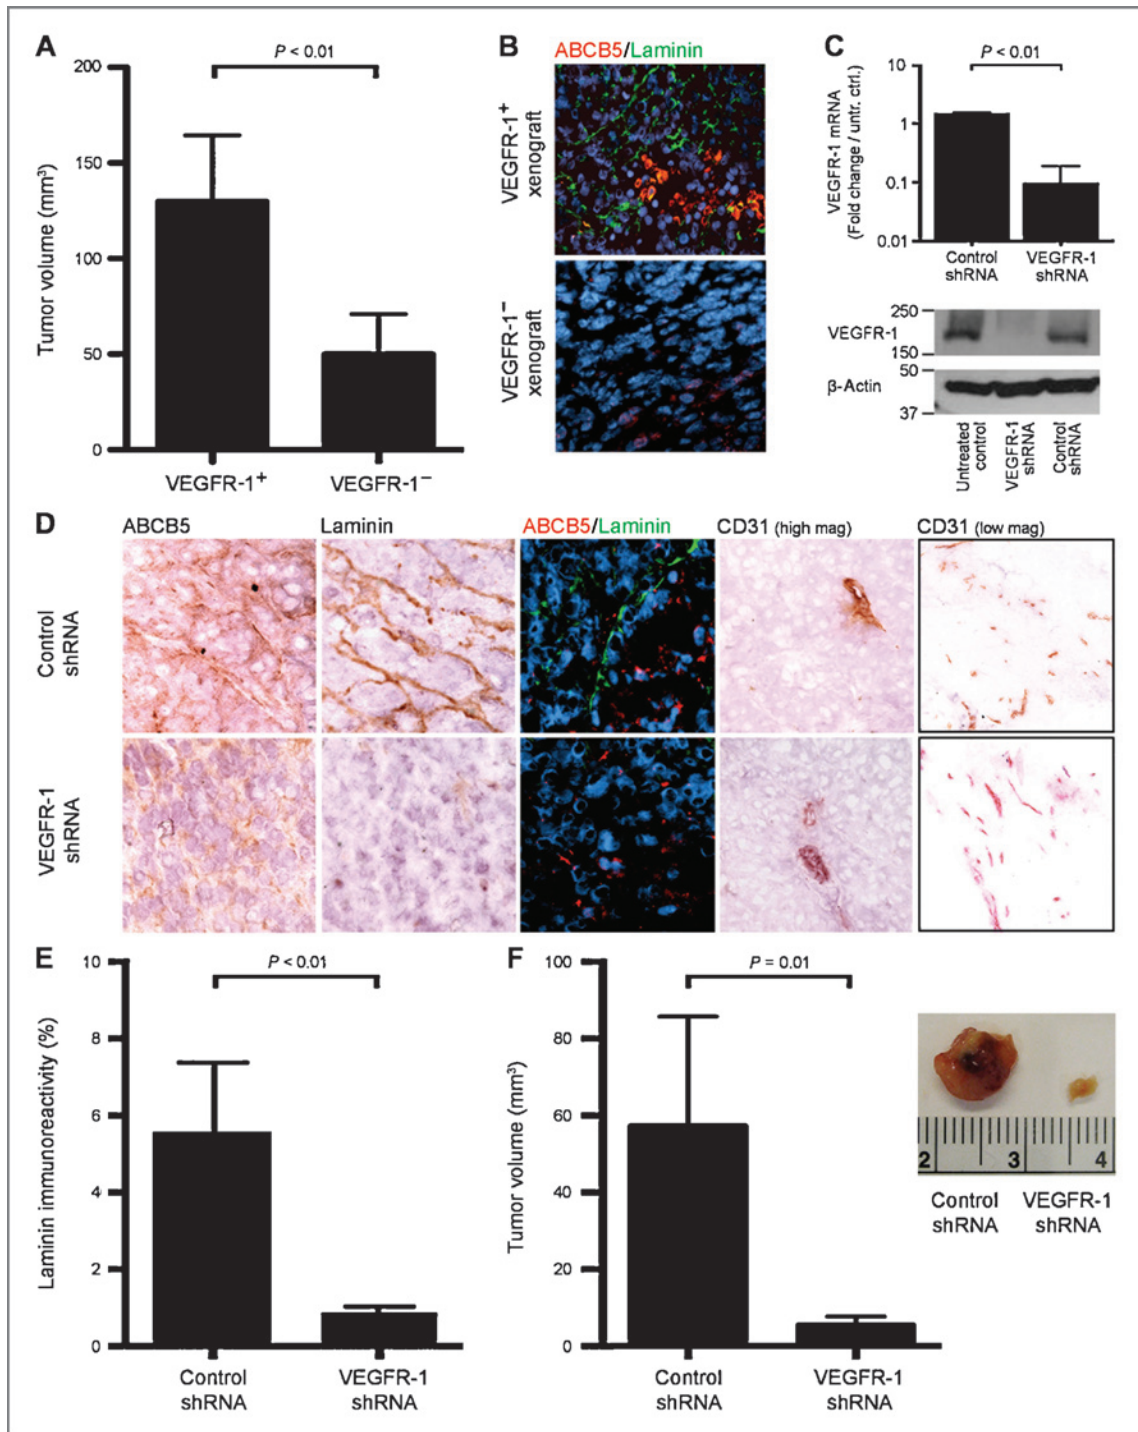 A
P < 0.01
200
150
100
50
0
Tumor volume (mm³)
VEGFR-1⁺
VEGFR-1⁻
B
ABCB5/Laminin
VEGFR-1⁺
xenograft
VEGFR-1⁻
xenograft
C
P < 0.01
10
1
0.1
0.01
VEGFR-1 mRNA
(Fold change / untr. ctrl.)
Control
shRNA
VEGFR-1
shRNA
VEGFR-1
250
150
β-Actin
50
37
Untreated
control
VEGFR-1
shRNA
Control
shRNA
D
ABCB5
Laminin
ABCB5/Laminin
CD31 (high mag)
CD31 (low mag)
Control
shRNA
VEGFR-1
shRNA
E
P < 0.01
10
8
6
4
2
0
Laminin immunoreactivity (%)
Control
shRNA
VEGFR-1
shRNA
F
P = 0.01
100
80
60
40
20
0
Tumor volume (mm³)
Control
shRNA
VEGFR-1
shRNA
2 3 4
Control
shRNA
VEGFR-1
shRNA